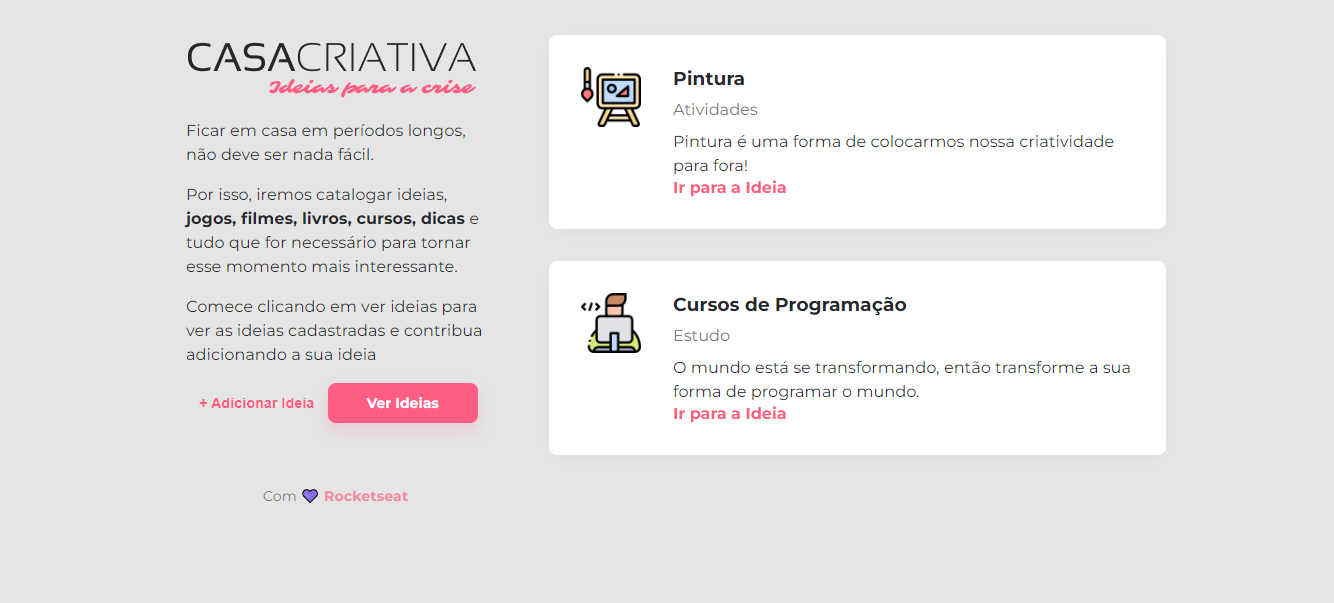 CASACRIATIVA
Ideias para a crise
Ficar em casa em períodos longos,
não deve ser nada fácil.
Por isso, iremos catalogar ideias,
jogos, filmes, livros, cursos, dicas e
tudo que for necessário para tornar
esse momento mais interessante.
Comece clicando em ver ideias para
ver as ideias cadastradas e contribua
adicionando a sua ideia
+ Adicionar Ideia
Ver Ideias
Com 💜 Rocketseat
Pintura
Atividades
Pintura é uma forma de colocarmos nossa criatividade
para fora!
Ir para a Ideia
</> 
Cursos de Programação
Estudo
O mundo está se transformando, então transforme a sua
forma de programar o mundo.
Ir para a Ideia